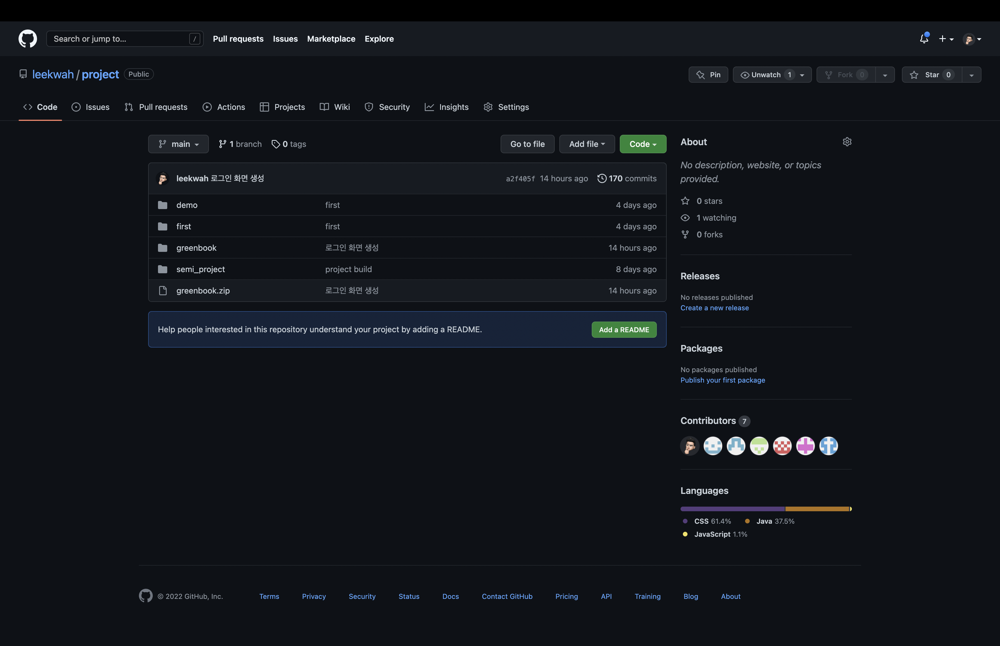 Search or jump to... /
Pull requests Issues Marketplace Explore
leekwah / project Public
Pin Unwatch 1 Fork 0 Star 0
Code Issues Pull requests Actions Projects Wiki Security Insights Settings
main 1 branch 0 tags Go to file Add file Code
leekwah 로그인 화면 생성 a2f405f 14 hours ago 170 commits
demo first 4 days ago
first first 4 days ago
greenbook 로그인 화면 생성 14 hours ago
semi_project project build 8 days ago
greenbook.zip 로그인 화면 생성 14 hours ago
Help people interested in this repository understand your project by adding a README. Add a README
About
No description, website, or topics
provided.
0 stars
1 watching
0 forks
Releases
No releases published
Create a new release
Packages
No packages published
Publish your first package
Contributors 7
Languages
CSS 61.4% Java 37.5%
JavaScript 1.1%
© 2022 GitHub, Inc. Terms Privacy Security Status Docs Contact GitHub Pricing API Training Blog About